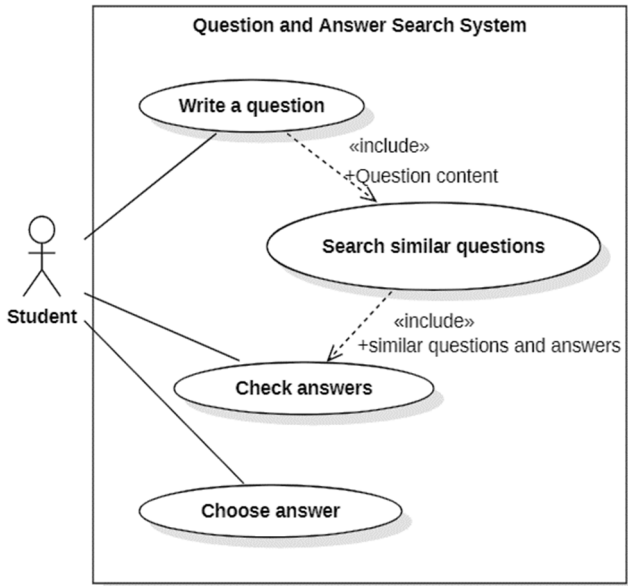 Question and Answer Search System
Write a question
«include»
+Question content
Search similar questions
Student
«include»
+similar questions and answers
Check answers
Choose answer